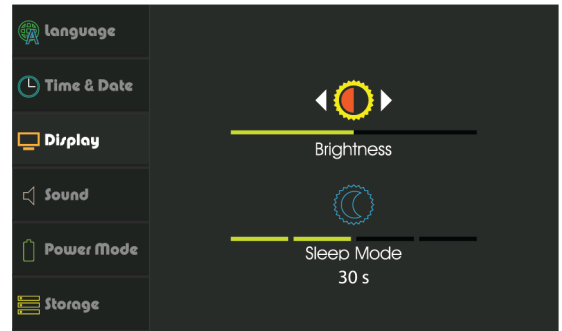 Language
Time & Date
Display
Sound
Power Mode
Storage
Brightness
Sleep Mode
30 s